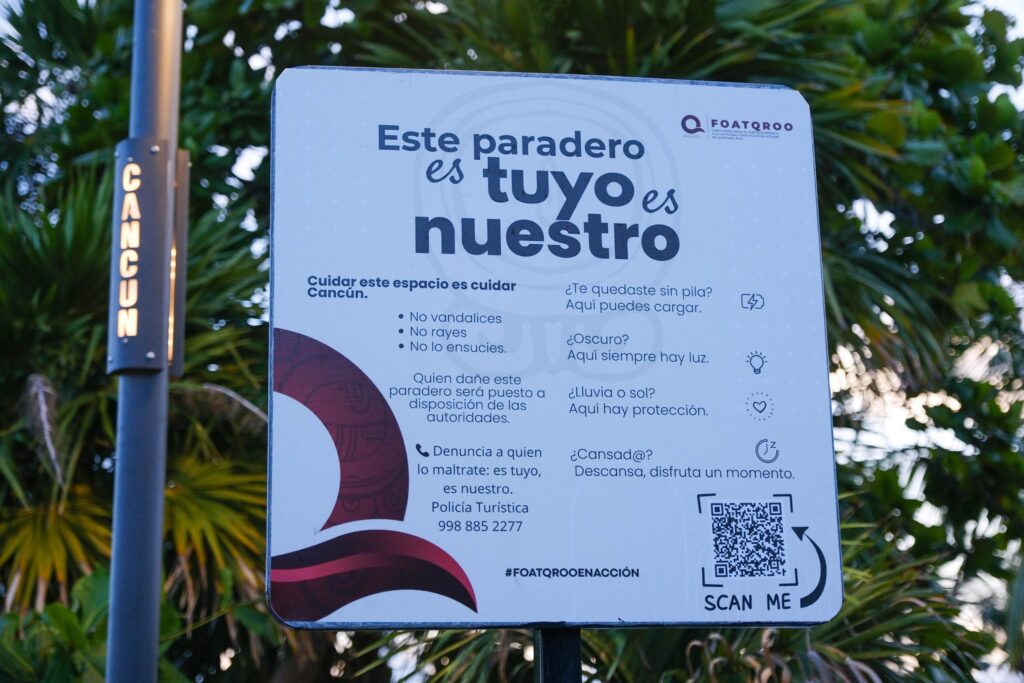 CANCUN
FOATQROO
Este paradero
es tuyo es
nuestro
Cuidar este espacio es cuidar
Cancún.
• No vandalices
• No rayes
• No lo ensucies.
Quien dañe este
paradero será puesto a
disposición de las
autoridades.
Denuncia a quien
lo maltrate: es tuyo,
es nuestro.
Policía Turística
998 885 2277
¿Te quedaste sin pila?
Aquí puedes cargar.
¿Oscuro?
Aquí siempre hay luz.
¿Lluvia o sol?
Aquí hay protección.
¿Cansad@?
Descansa, disfruta un momento.
#FOATQROOENACCIÓN
SCAN ME